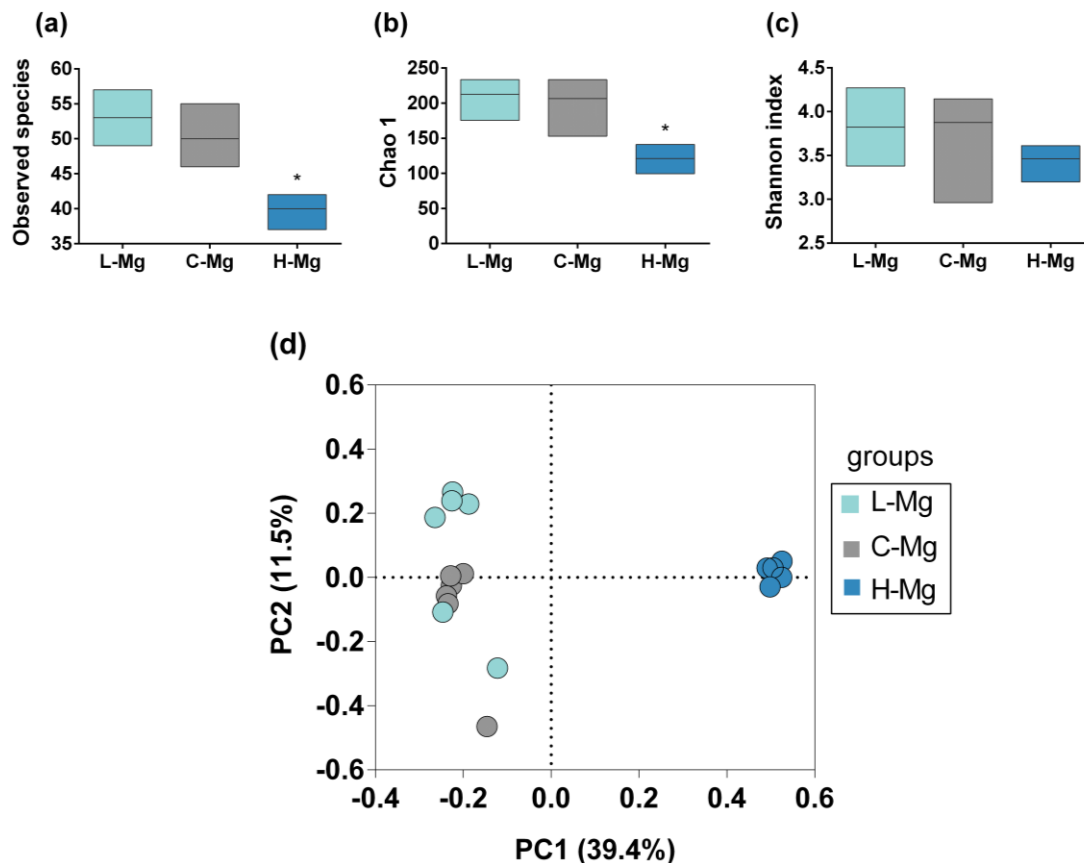 (a)
Observed species
60
55
50
45
40
35
*
L-Mg C-Mg H-Mg
(b)
Chao 1
250
200
150
100
50
0
*
L-Mg C-Mg H-Mg
(c)
Shannon index
4.5
4.0
3.5
3.0
2.5
L-Mg C-Mg H-Mg
(d)
PC2 (11.5%)
0.6
0.4
0.2
0.0
-0.2
-0.4
-0.6
-0.4 -0.2 0.0 0.2 0.4 0.6
PC1 (39.4%)
groups
L-Mg
C-Mg
H-Mg